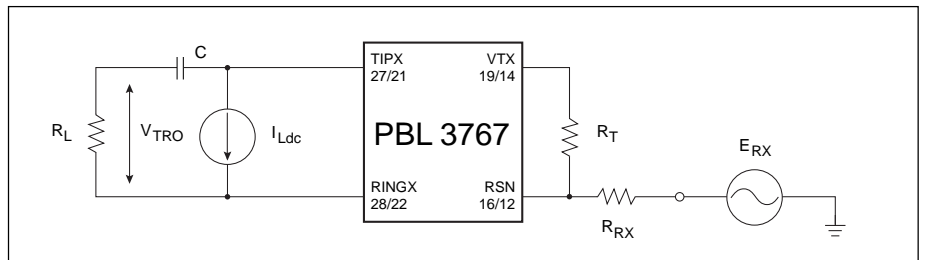 C
TIPX
27/21
VTX
19/14
R_L
V_TRO
I_Ldc
PBL 3767
R_T
E_RX
RINGX
28/22
RSN
16/12
R_RX